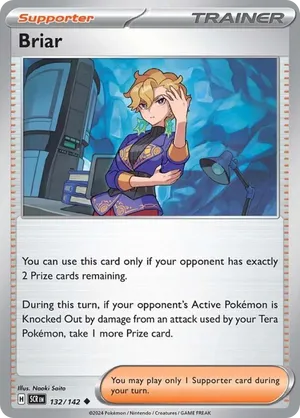 Supporter
TRAINER
Briar
You can use this card only if your opponent has exactly
2 Prize cards remaining.
During this turn, if your opponent's Active Pokémon is
Knocked Out by damage from an attack used by your Tera
Pokémon, take 1 more Prize card.
Illus. Naoki Saito
H SCR EN 132/142 ◆
You may play only 1 Supporter card during
your turn.
©2024 Pokémon / Nintendo / Creatures / GAME FREAK